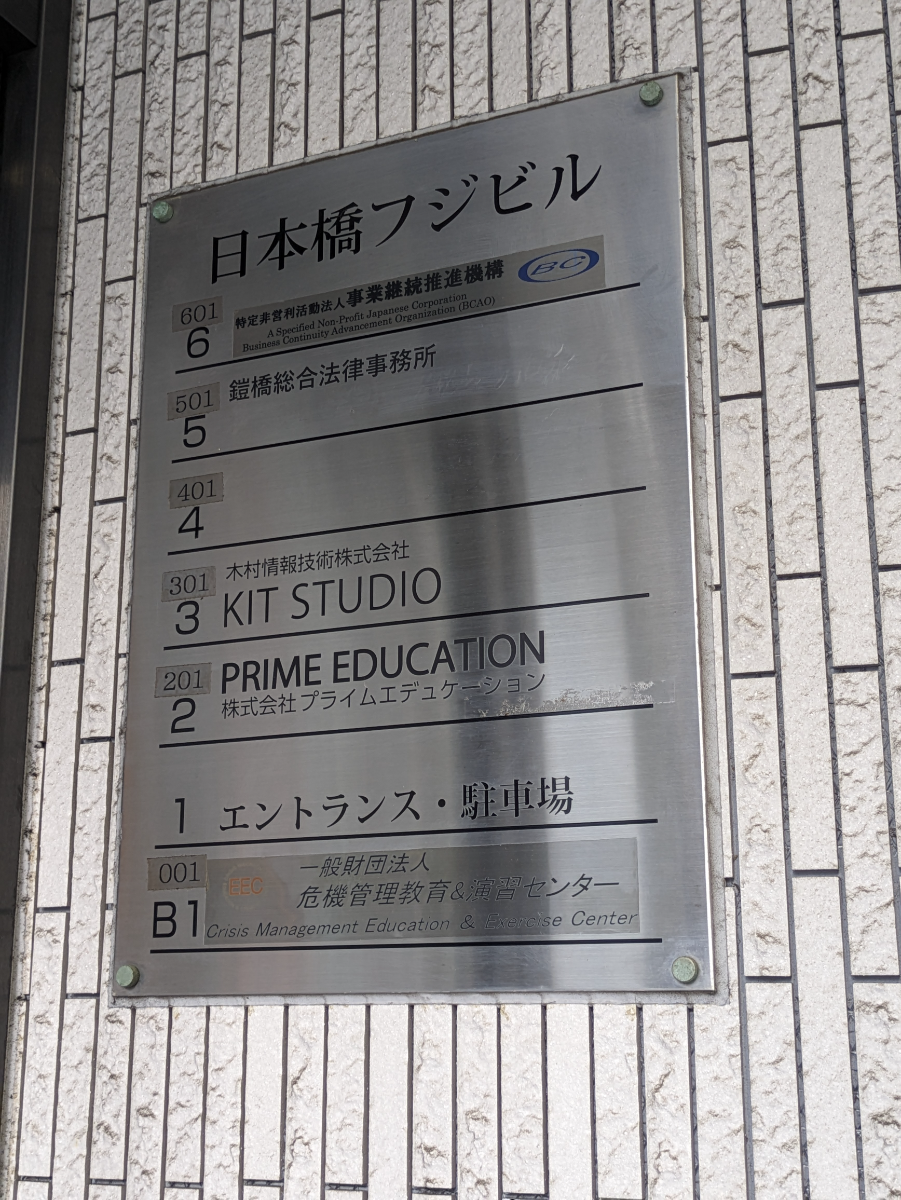 日本橋フジビル
601
6
特定非営利活動法人事業継続推進機構
BC
A Specified Non-Profit Japanese Corporation
Business Continuity Advancement Organization (BCAO)
501
5
鎧橋総合法律事務所
401
4
301
3
木村情報技術株式会社
KIT STUDIO
201
2
PRIME EDUCATION
株式会社プライムエデュケーション
1 エントランス・駐車場
001
B1
EEC
一般財団法人
危機管理教育&演習センター
Crisis Management Education & Exercise Center